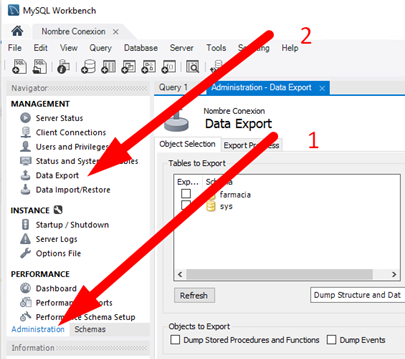 MySQL Workbench
Nombre Conexion
File Edit View Query Database Server Tools Help
2
Navigator
Query 1 Administration - Data Export
MANAGEMENT
Server Status
Client Connections
Users and Privileges
Status and System Variables
Data Export
Data Import/Restore
INSTANCE
Startup / Shutdown
Server Logs
Options File
PERFORMANCE
Dashboard
Performance Reports
Performance Schema Setup
Administration Schemas
Information
Nombre Conexion
Data Export
1
Object Selection Export Progress
Tables to Export
Exp... Schema
farmacia
sys
Refresh
Dump Structure and Dat
Objects to Export
Dump Stored Procedures and Functions Dump Events